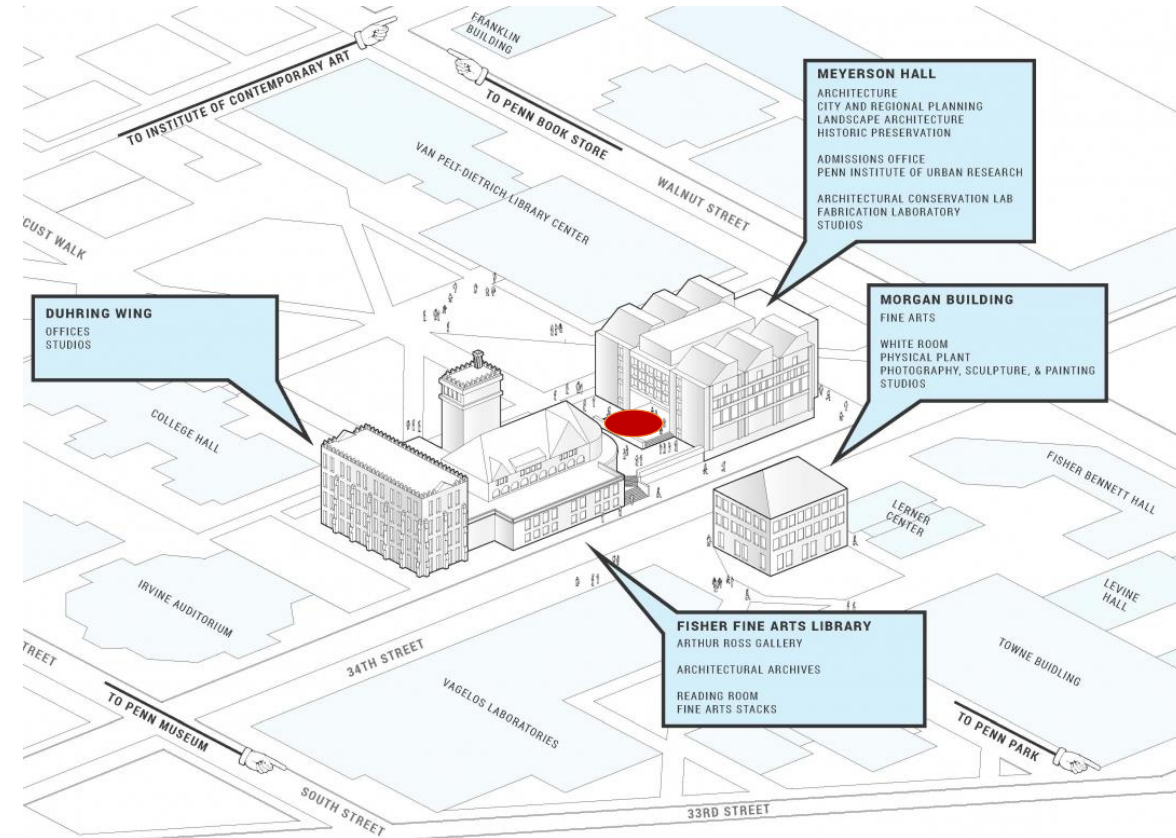 FRANKLIN
BUILDING
TO INSTITUTE OF CONTEMPORARY ART
TO PENN BOOK STORE
MEYERSON HALL
ARCHITECTURE
CITY AND REGIONAL PLANNING
LANDSCAPE ARCHITECTURE
HISTORIC PRESERVATION
ADMISSIONS OFFICE
PENN INSTITUTE OF URBAN RESEARCH
ARCHITECTURAL CONSERVATION LAB
FABRICATION LABORATORY
STUDIOS
VAN PELT-DIETRICH LIBRARY CENTER
WALNUT STREET
CUST WALK
DUHRING WING
OFFICES
STUDIOS
MORGAN BUILDING
FINE ARTS
WHITE ROOM
PHYSICAL PLANT
PHOTOGRAPHY, SCULPTURE, & PAINTING
STUDIOS
COLLEGE HALL
FISHER BENNETT HALL
LERNER
CENTER
LEVINE
HALL
IRVINE AUDITORIUM
FISHER FINE ARTS LIBRARY
ARTHUR ROSS GALLERY
ARCHITECTURAL ARCHIVES
READING ROOM
FINE ARTS STACKS
34TH STREET
TOWNE BUIDLING
TREET
TO PENN MUSEUM
VAGELOS LABORATORIES
TO PENN PARK
SOUTH STREET
33RD STREET